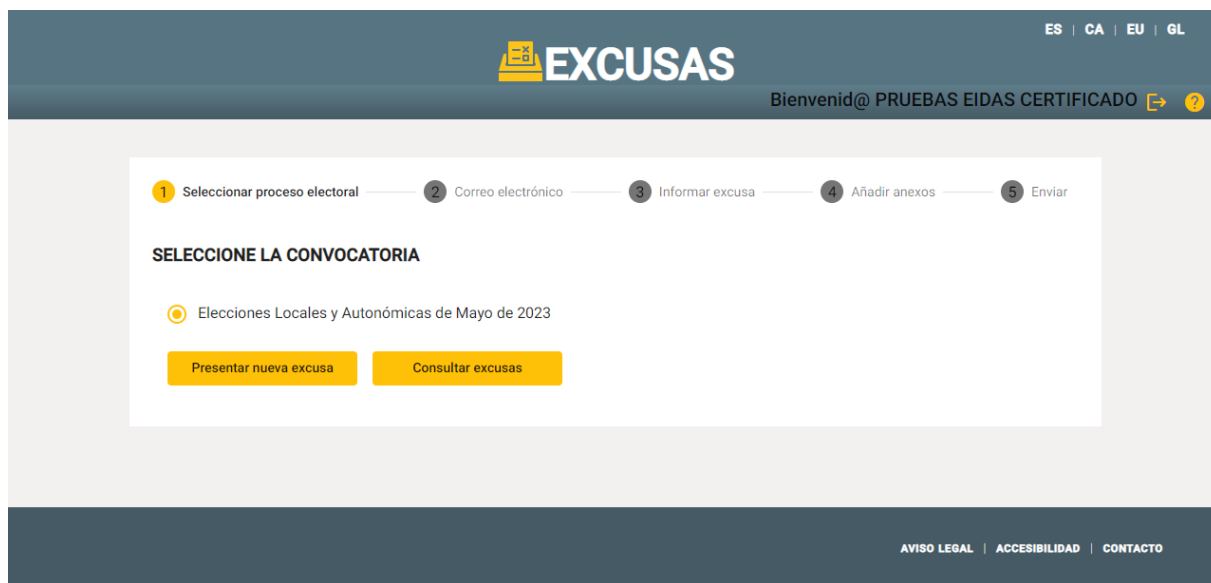 ES | CA | EU | GL
EXCUSAS
Bienvenid@ PRUEBAS EIDAS CERTIFICADO ?
1 Seleccionar proceso electoral 2 Correo electrónico 3 Informar excusa 4 Añadir anexos 5 Enviar
SELECCIONE LA CONVOCATORIA
Elecciones Locales y Autonómicas de Mayo de 2023
Presentar nueva excusa Consultar excusas
AVISO LEGAL | ACCESIBILIDAD | CONTACTO